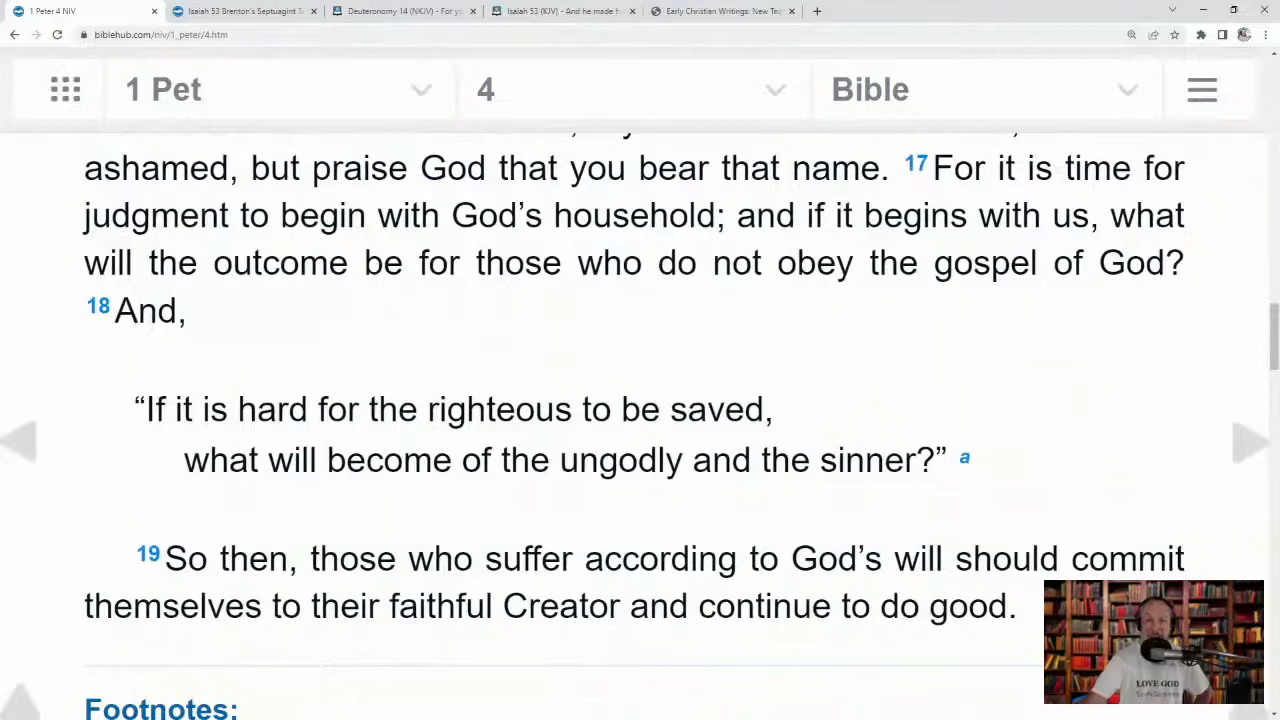 1 Peter 4 NIV
Isaiah 53 Brenton's Septuagint T
Deuteronomy 14 (NKJV) - For yo
Isaiah 53 (KJV) - And he made h
Early Christian Writings: New Tes
biblehub.com/niv/1_peter/4.htm
1 Pet
4
Bible
ashamed, but praise God that you bear that name. 17 For it is time for
judgment to begin with God’s household; and if it begins with us, what
will the outcome be for those who do not obey the gospel of God?
18 And,
“If it is hard for the righteous to be saved,
what will become of the ungodly and the sinner?” a
19 So then, those who suffer according to God’s will should commit
themselves to their faithful Creator and continue to do good.
LOVE GOD
Footnotes: